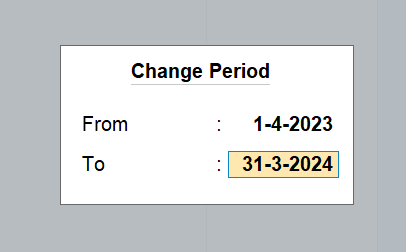 Change Period
From : 1-4-2023
To : 31-3-2024